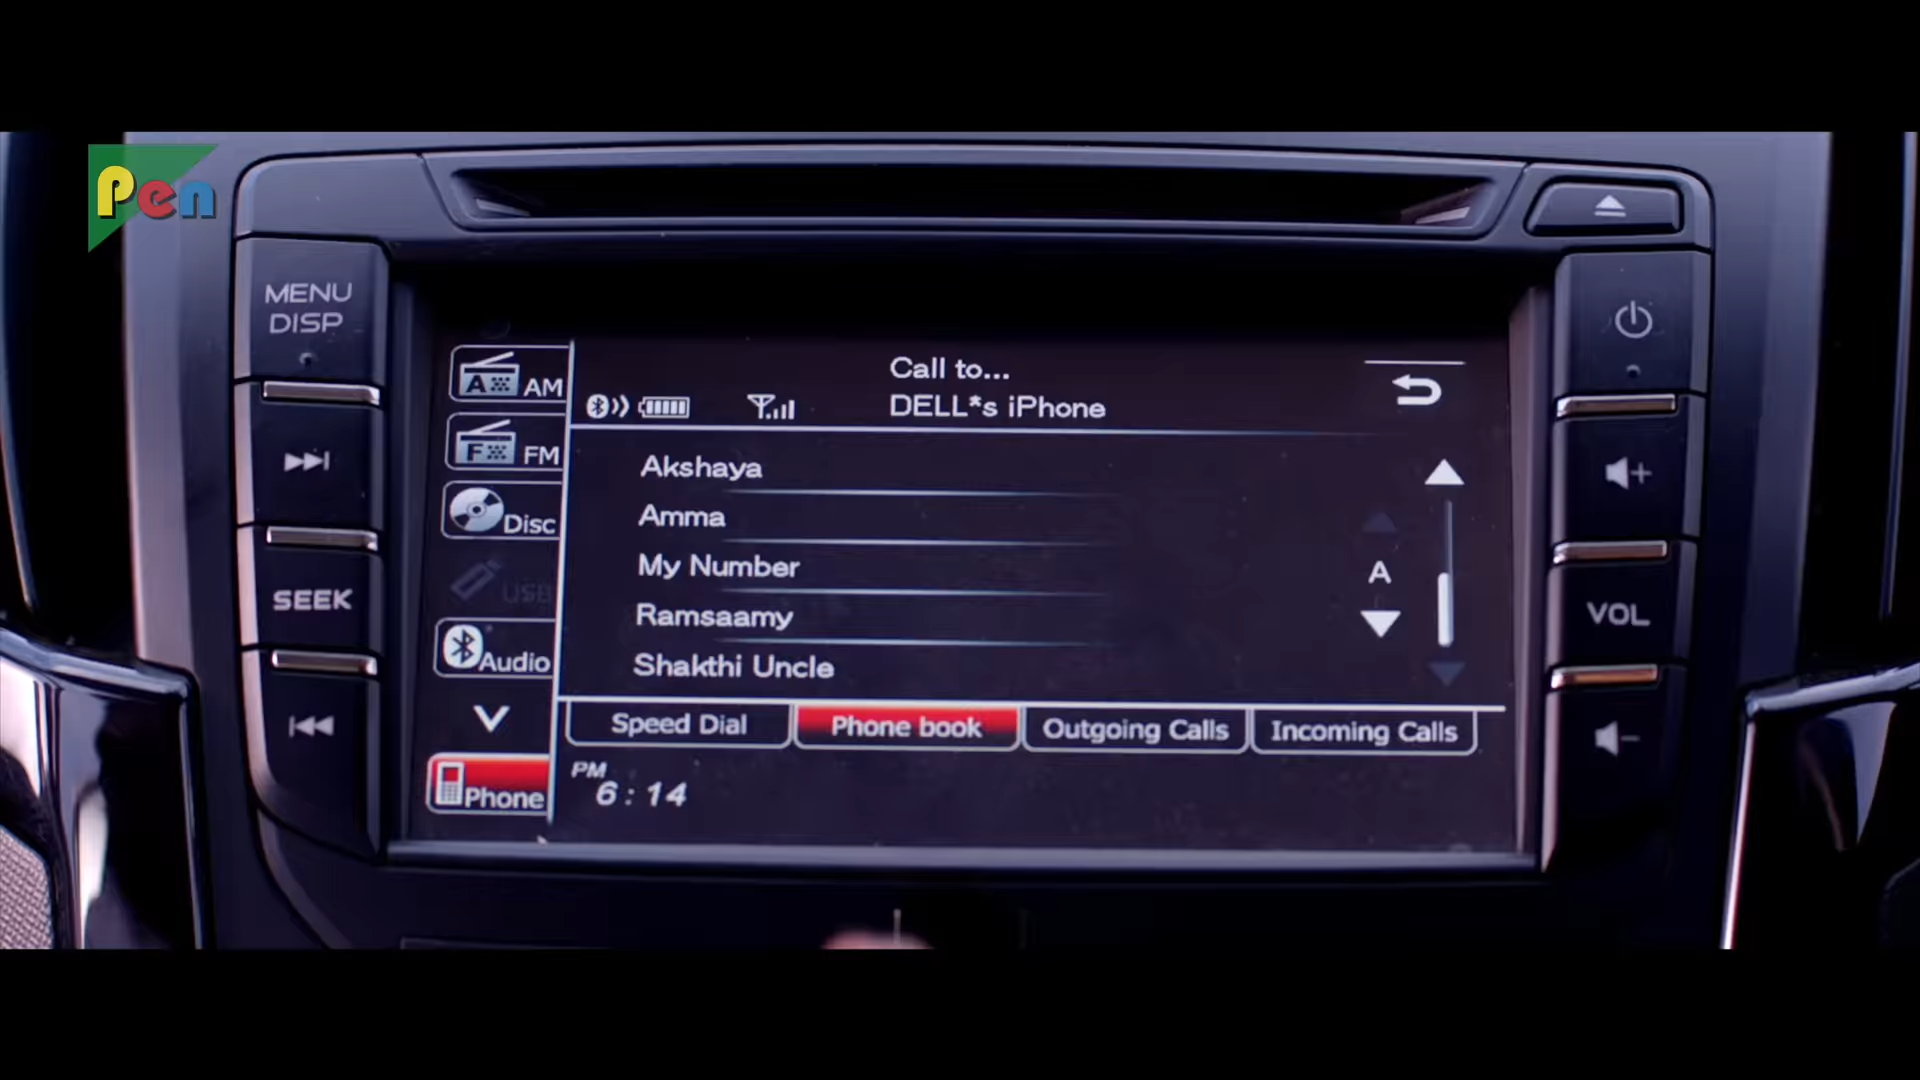 Pen
MENU
DISP
SEEK
VOL
AM
FM
Disc
USB
Audio
Phone
Call to...
DELL*s iPhone
Akshaya
Amma
My Number
Ramsaamy
Shakthi Uncle
A
Speed Dial
Phone book
Outgoing Calls
Incoming Calls
PM
6:14